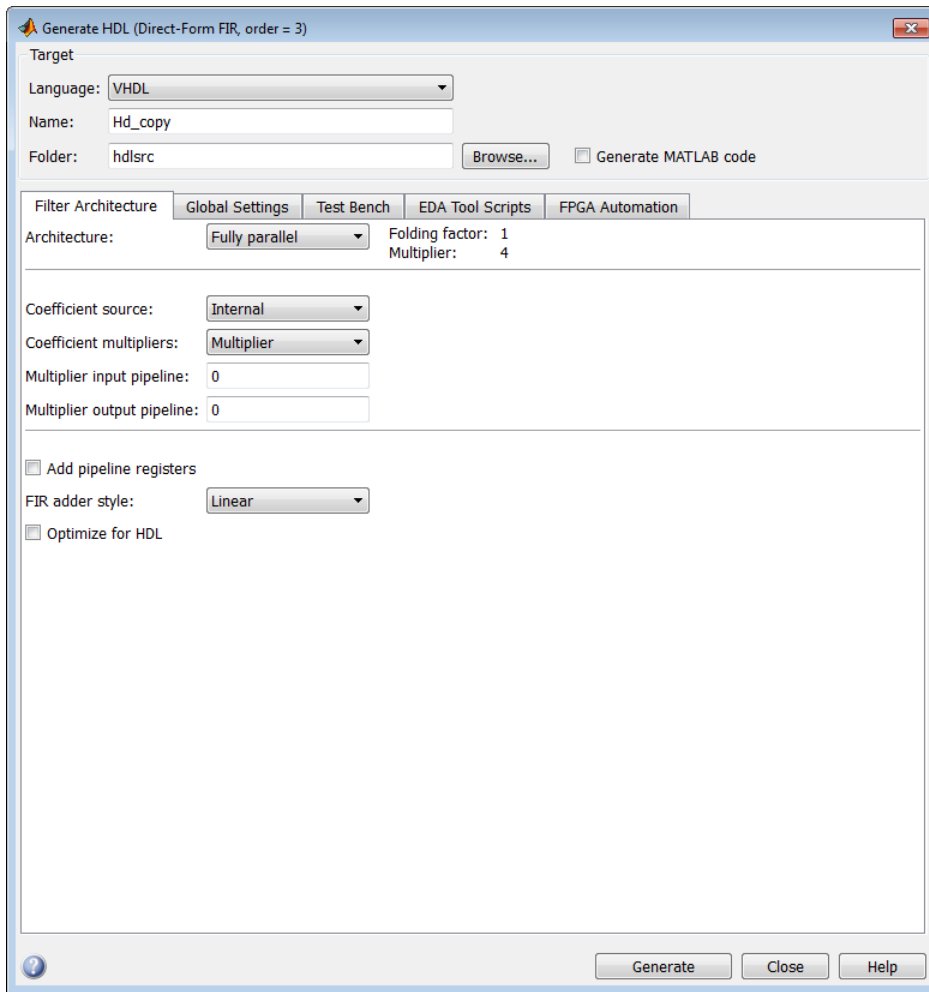 Generate HDL (Direct-Form FIR, order = 3)
Target
Language: VHDL
Name: Hd_copy
Folder: hdlsrc Browse... Generate MATLAB code
Filter Architecture Global Settings Test Bench EDA Tool Scripts FPGA Automation
Architecture: Fully parallel Folding factor: 1
Multiplier: 4
Coefficient source: Internal
Coefficient multipliers: Multiplier
Multiplier input pipeline: 0
Multiplier output pipeline: 0
Add pipeline registers
FIR adder style: Linear
Optimize for HDL
? Generate Close Help